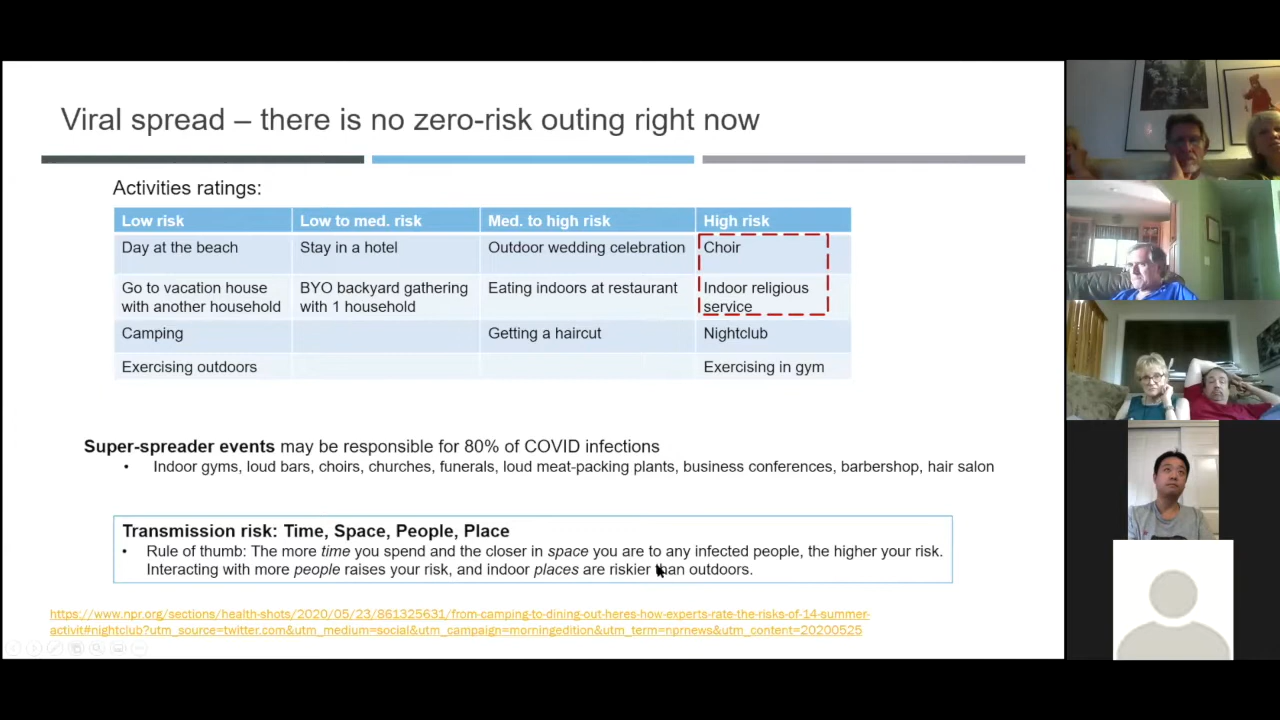 Viral spread – there is no zero-risk outing right now
Activities ratings:
Low risk
Low to med. risk
Med. to high risk
High risk
Day at the beach
Stay in a hotel
Outdoor wedding celebration
Choir
Go to vacation house
with another household
BYO backyard gathering
with 1 household
Eating indoors at restaurant
Indoor religious
service
Camping
Getting a haircut
Nightclub
Exercising outdoors
Exercising in gym
Super-spreader events may be responsible for 80% of COVID infections
• Indoor gyms, loud bars, choirs, churches, funerals, loud meat-packing plants, business conferences, barbershop, hair salon
Transmission risk: Time, Space, People, Place
• Rule of thumb: The more time you spend and the closer in space you are to any infected people, the higher your risk.
Interacting with more people raises your risk, and indoor places are riskier than outdoors.
https://www.npr.org/sections/health-shots/2020/05/23/861325631/from-camping-to-dining-out-heres-how-experts-rate-the-risks-of-14-summer-
activit#nightclub?utm_source=twitter.com&utm_medium=social&utm_campaign=morningedition&utm_term=nprnews&utm_content=20200525